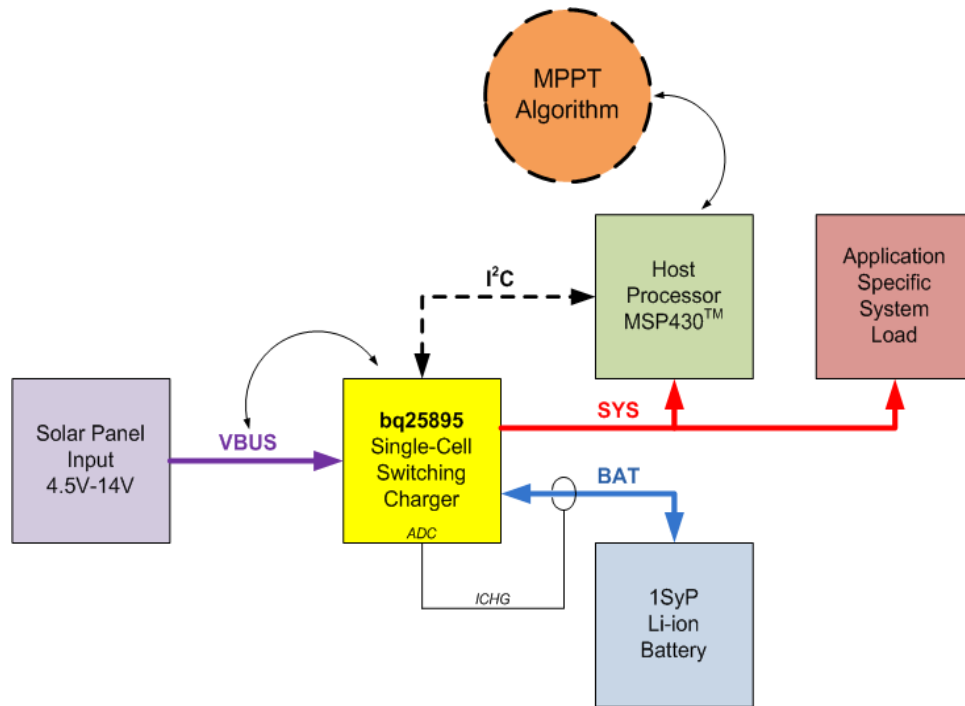 MPPT
Algorithm
Host
Processor
MSP430™
Application
Specific
System
Load
I²C
Solar Panel
Input
4.5V-14V
VBUS
bq25895
Single-Cell
Switching
Charger
ADC
SYS
BAT
ICHG
1SyP
Li-ion
Battery